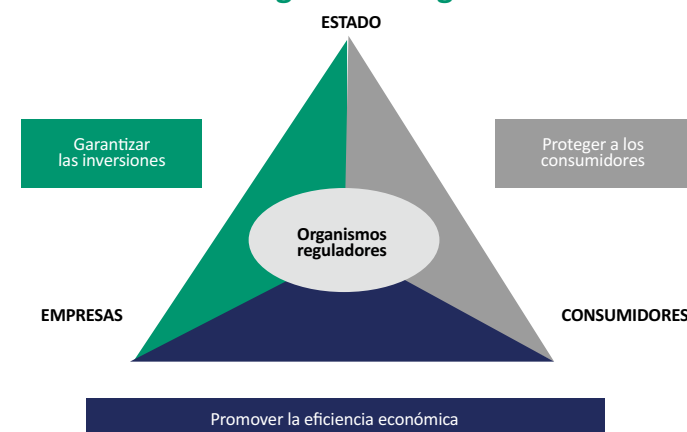 ESTADO
Garantizar
las inversiones
Proteger a los
consumidores
Organismos
reguladores
EMPRESAS
CONSUMIDORES
Promover la eficiencia económica